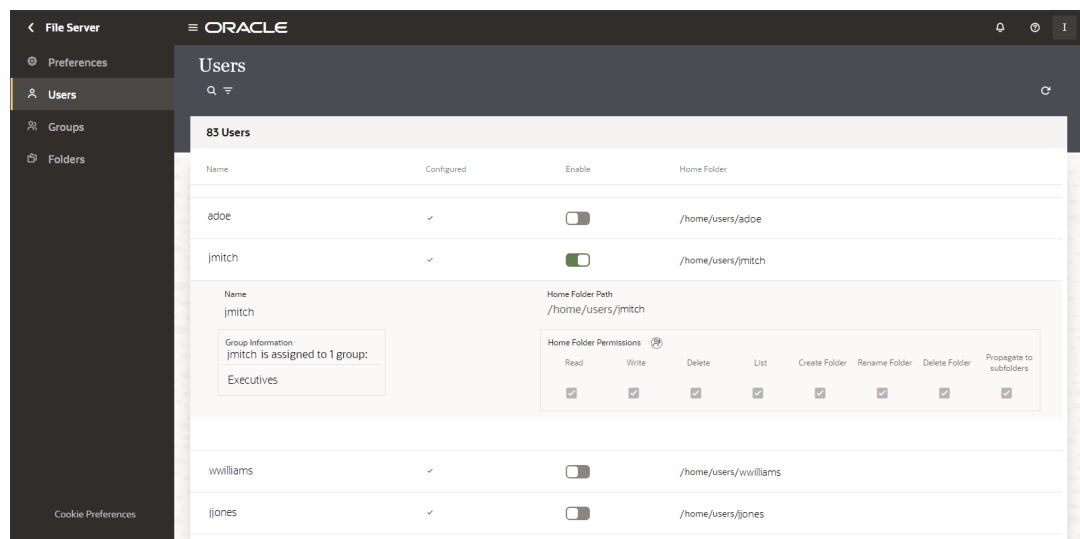 File Server
ORACLE
I
Preferences
Users
Groups
Folders
Cookie Preferences
Users
83 Users
Name Configured Enable Home Folder
adoe /home/users/adoe
jmitch /home/users/jmitch
Name Home Folder Path
jmitch /home/users/jmitch
Group Information
jmitch is assigned to 1 group:
Executives
Home Folder Permissions
Read Write Delete List Create Folder Rename Folder Delete Folder Propagate to
subfolders
wwilliams /home/users/wwilliams
jjones /home/users/jjones